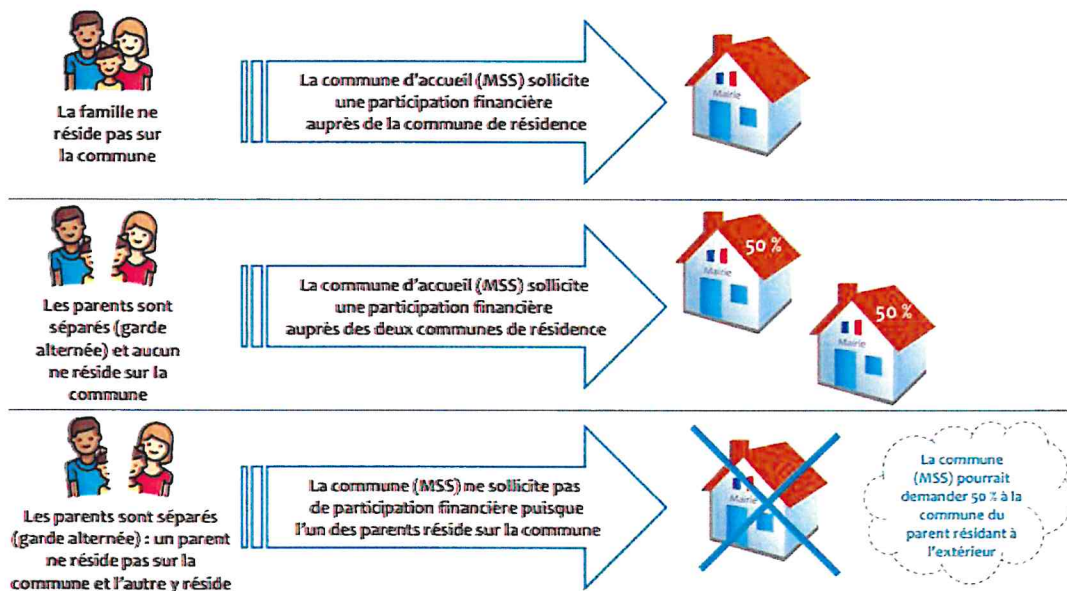 La famille ne
réside pas sur
la commune
La commune d'accueil (MSS) sollicite
une participation financière
auprès de la commune de résidence
Mairie
Les parents sont
séparés (garde
alternée) et aucun
ne réside sur la
commune
La commune d'accueil (MSS) sollicite
une participation financière
auprès des deux communes de résidence
50 %
Mairie
50 %
Mairie
Les parents sont séparés
(garde alternée) : un parent
ne réside pas sur la
commune et l'autre y réside
La commune (MSS) ne sollicite pas
de participation financière puisque
l'un des parents réside sur la commune
Mairie
La commune
(MSS) pourrait
demander 50 % à la
commune du
parent résidant à
l'extérieur